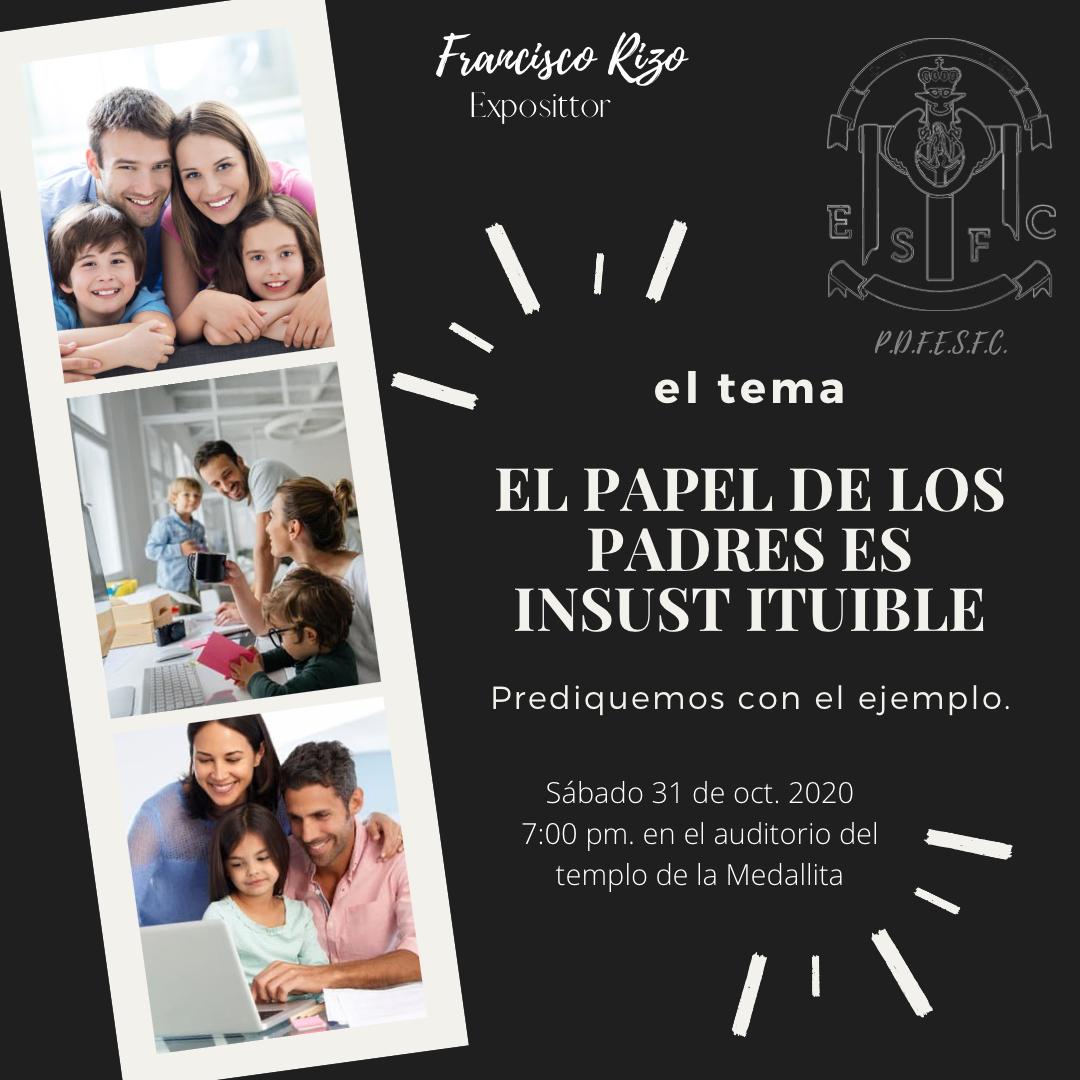 Francisco Rizo
Exposittor
E S F C
P.D.F.E.S.F.C.
el tema
EL PAPEL DE LOS
PADRES ES
INSUST ITUIBLE
Prediquemos con el ejemplo.
Sábado 31 de oct. 2020
7:00 pm. en el auditorio del
templo de la Medallita